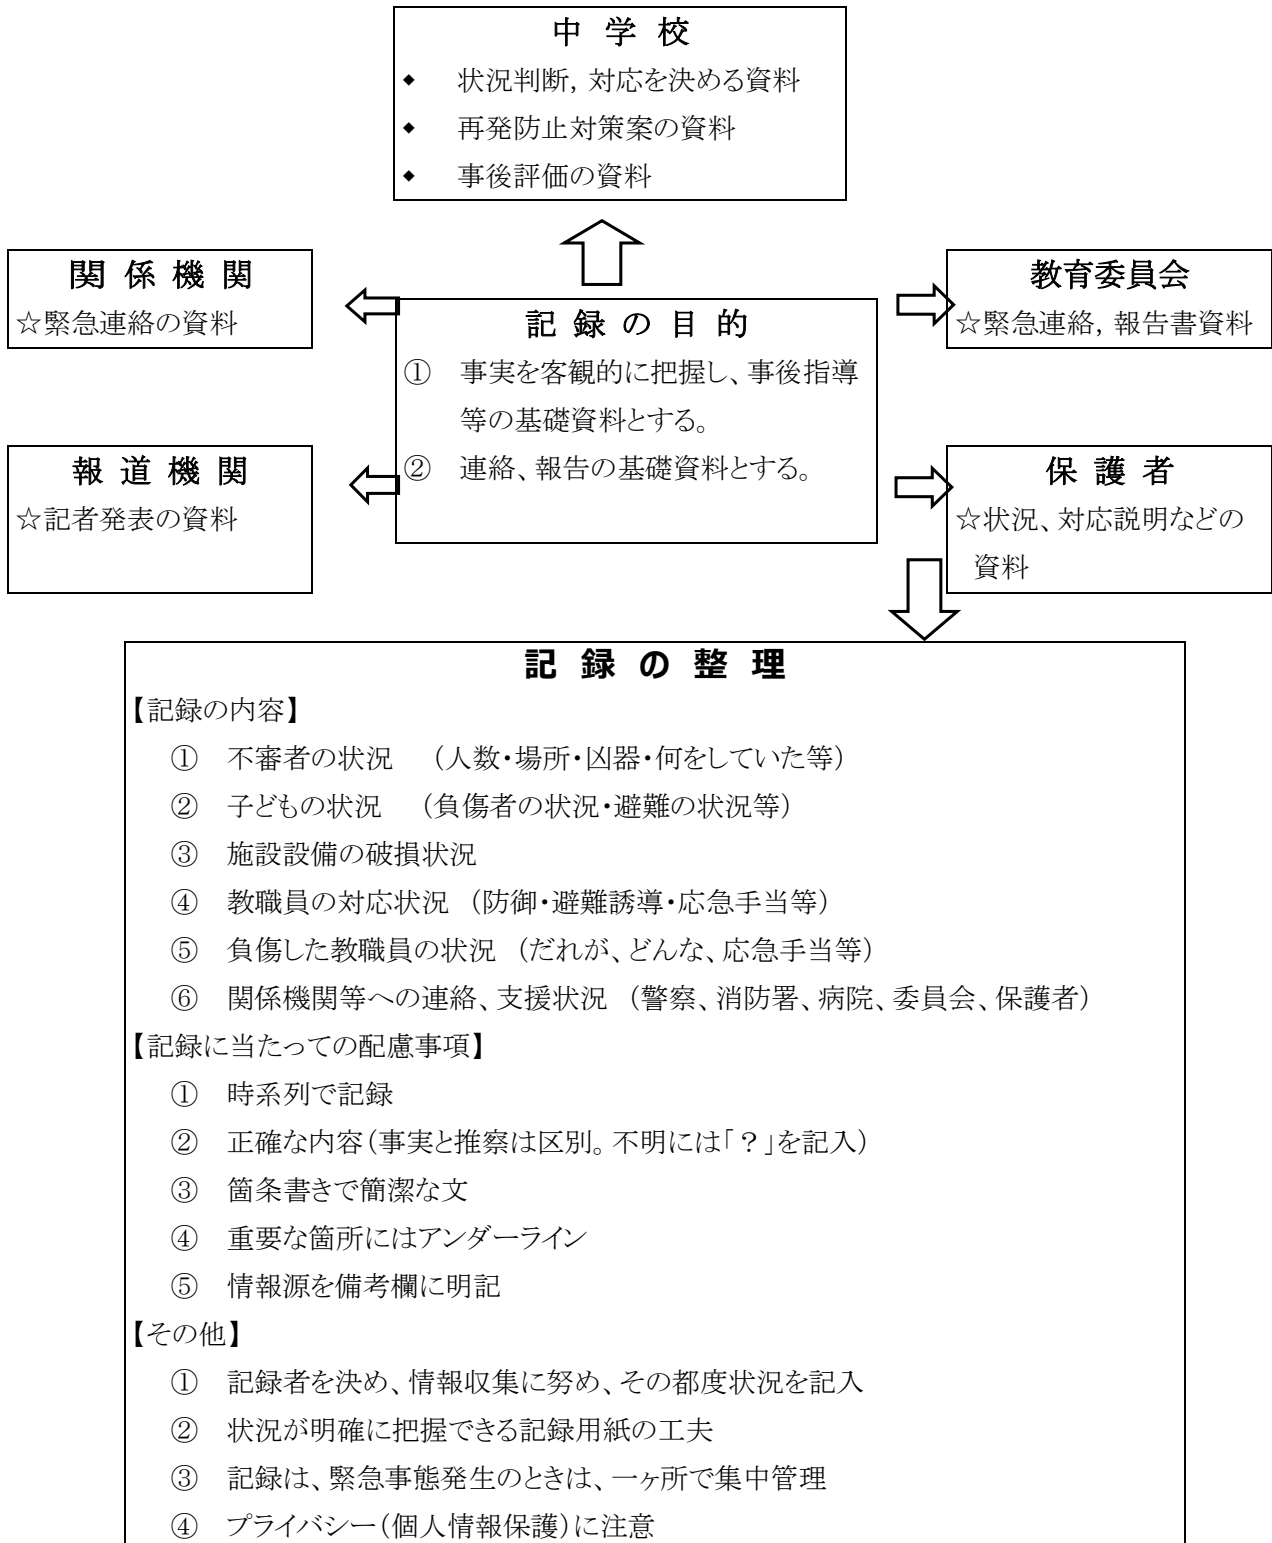 中 学 校
◆ 状況判断, 対応を決める資料
◆ 再発防止対策案の資料
◆ 事後評価の資料
関 係 機 関
☆緊急連絡の資料
教育委員会
☆緊急連絡, 報告書資料
記 録 の 目 的
① 事実を客観的に把握し、事後指導
等の基礎資料とする。
② 連絡、報告の基礎資料とする。
報 道 機 関
☆記者発表の資料
保 護 者
☆状況、対応説明などの
資料
記 録 の 整 理
【記録の内容】
① 不審者の状況 （人数・場所・凶器・何をしていた等）
② 子どもの状況 （負傷者の状況・避難の状況等）
③ 施設設備の破損状況
④ 教職員の対応状況 （防御・避難誘導・応急手当等）
⑤ 負傷した教職員の状況 （だれが、どんな、応急手当等）
⑥ 関係機関等への連絡、支援状況 （警察、消防署、病院、委員会、保護者）
【記録に当たっての配慮事項】
① 時系列で記録
② 正確な内容（事実と推察は区別。不明には「？」を記入）
③ 箇条書きで簡潔な文
④ 重要な箇所にはアンダーライン
⑤ 情報源を備考欄に明記
【その他】
① 記録者を決め、情報収集に努め、その都度状況を記入
② 状況が明確に把握できる記録用紙の工夫
③ 記録は、緊急事態発生のときは、一ヶ所で集中管理
④ プライバシー（個人情報保護）に注意